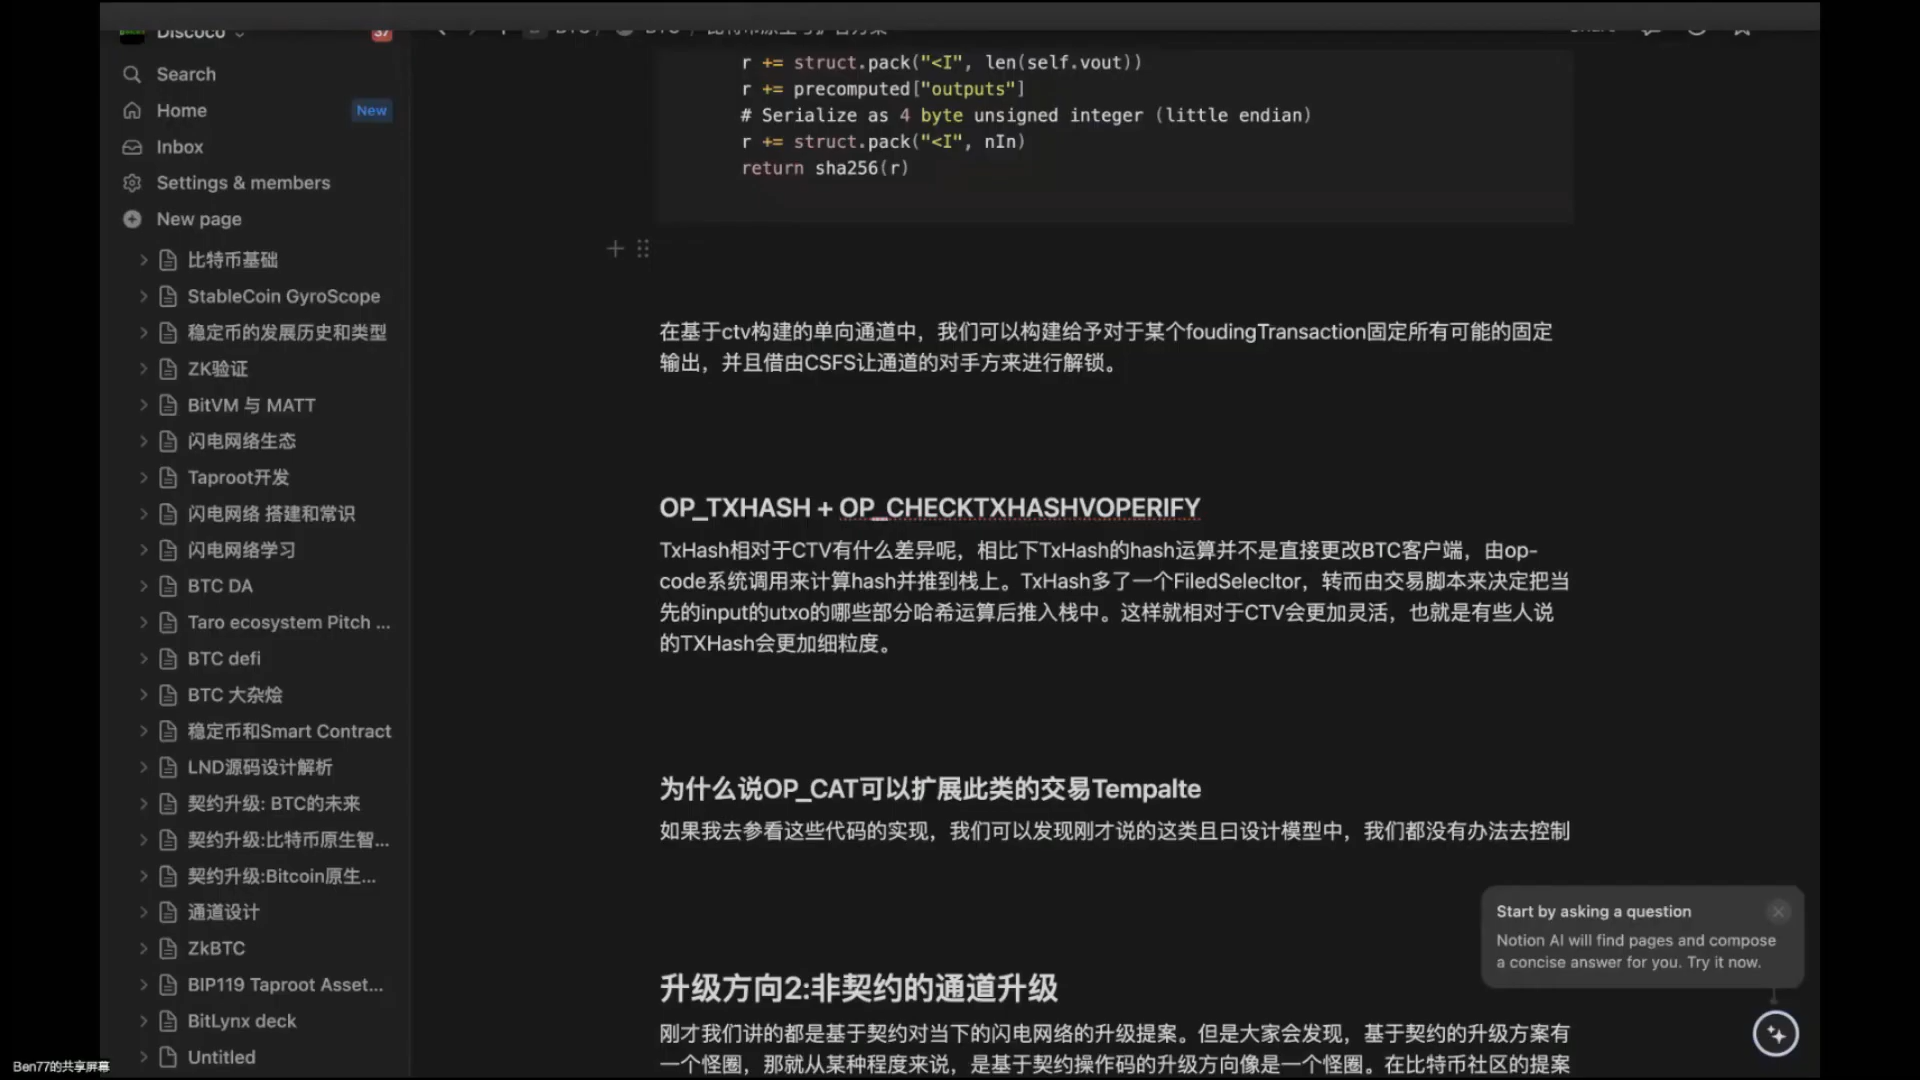 Discoco
37
Search
Home
New
Inbox
Settings & members
New page
比特币基础
StableCoin GyroScope
稳定币的发展历史和类型
ZK验证
BitVM 与 MATT
闪电网络生态
Taproot开发
闪电网络 搭建和常识
闪电网络学习
BTC DA
Taro ecosystem Pitch ...
BTC defi
BTC 大杂烩
稳定币和Smart Contract
LND源码设计解析
契约升级: BTC的未来
契约升级:比特币原生智...
契约升级:Bitcoin原生...
通道设计
ZkBTC
BIP119 Taproot Asset...
BitLynx deck
Untitled
r += struct.pack("<I", len(self.vout))
r += precomputed["outputs"]
# Serialize as 4 byte unsigned integer (little endian)
r += struct.pack("<I", nIn)
return sha256(r)
在基于ctv构建的单向通道中，我们可以构建给予对于某个foudingTransaction固定所有可能的固定
输出，并且借由CSFS让通道的对手方来进行解锁。
OP_TXHASH + OP_CHECKTXHASHVOPERIFY
TxHash相对于CTV有什么差异呢，相比下TxHash的hash运算并不是直接更改BTC客户端，由op-
code系统调用来计算hash并推到栈上。TxHash多了一个FiledSelecltor，转而由交易脚本来决定把当
先的input的utxo的哪些部分哈希运算后推入栈中。这样就相对于CTV会更加灵活，也就是有些人说
的TXHash会更加细粒度。
为什么说OP_CAT可以扩展此类的交易Tempalte
如果我去参看这些代码的实现，我们可以发现刚才说的这类且曰设计模型中，我们都没有办法去控制
升级方向2:非契约的通道升级
刚才我们讲的都是基于契约对当下的闪电网络的升级提案。但是大家会发现，基于契约的升级方案有
一个怪圈，那就从某种程度来说，是基于契约操作码的升级方向像是一个怪圈。在比特币社区的提案
Start by asking a question
Notion AI will find pages and compose
a concise answer for you. Try it now.
Ben77的共享屏幕